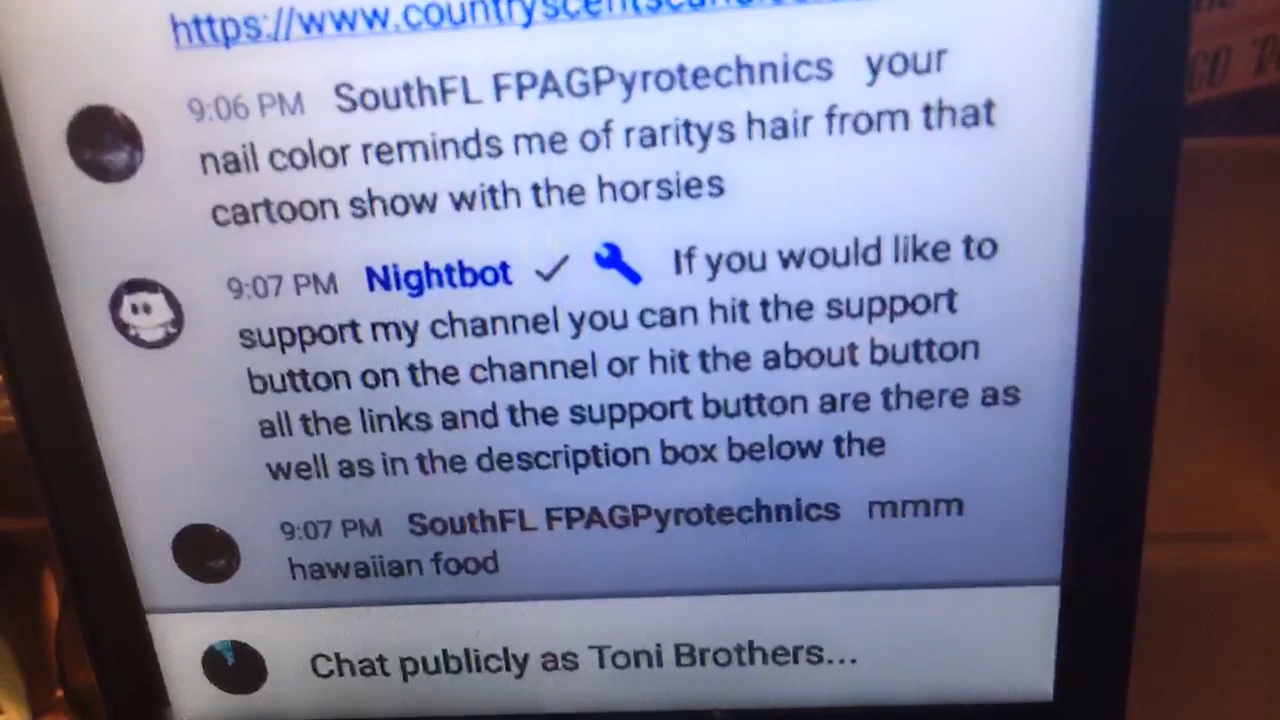 9:06 PM SouthFL FPAGPyrotechnics your
nail color reminds me of raritys hair from that
cartoon show with the horsies
9:07 PM Nightbot If you would like to
support my channel you can hit the support
button on the channel or hit the about button
all the links and the support button are there as
well as in the description box below the
9:07 PM SouthFL FPAGPyrotechnics mmm
hawaiian food
Chat publicly as Toni Brothers...